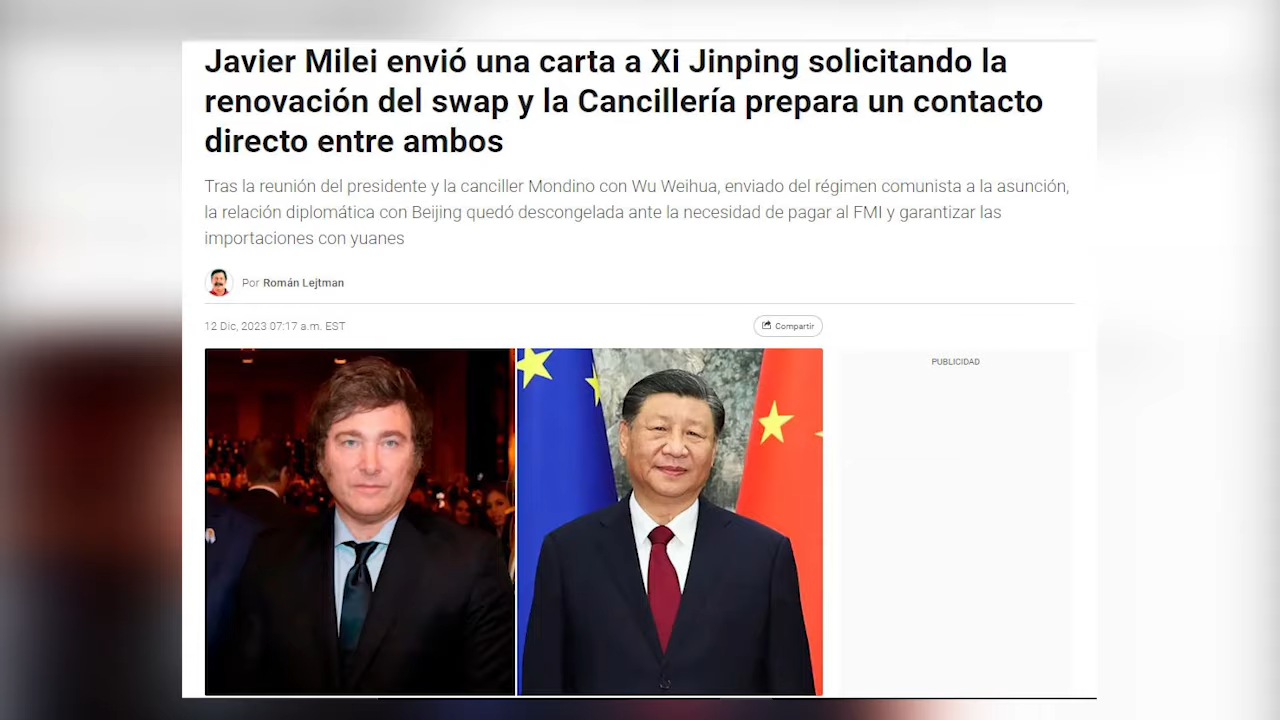 Javier Milei envió una carta a Xi Jinping solicitando la
renovación del swap y la Cancillería prepara un contacto
directo entre ambos
Tras la reunión del presidente y la canciller Mondino con Wu Weihua, enviado del régimen comunista a la asunción,
la relación diplomática con Beijing quedó descongelada ante la necesidad de pagar al FMI y garantizar las
importaciones con yuanes
Por Román Lejtman
12 Dic, 2023 07:17 a.m. EST
Compartir
PUBLICIDAD